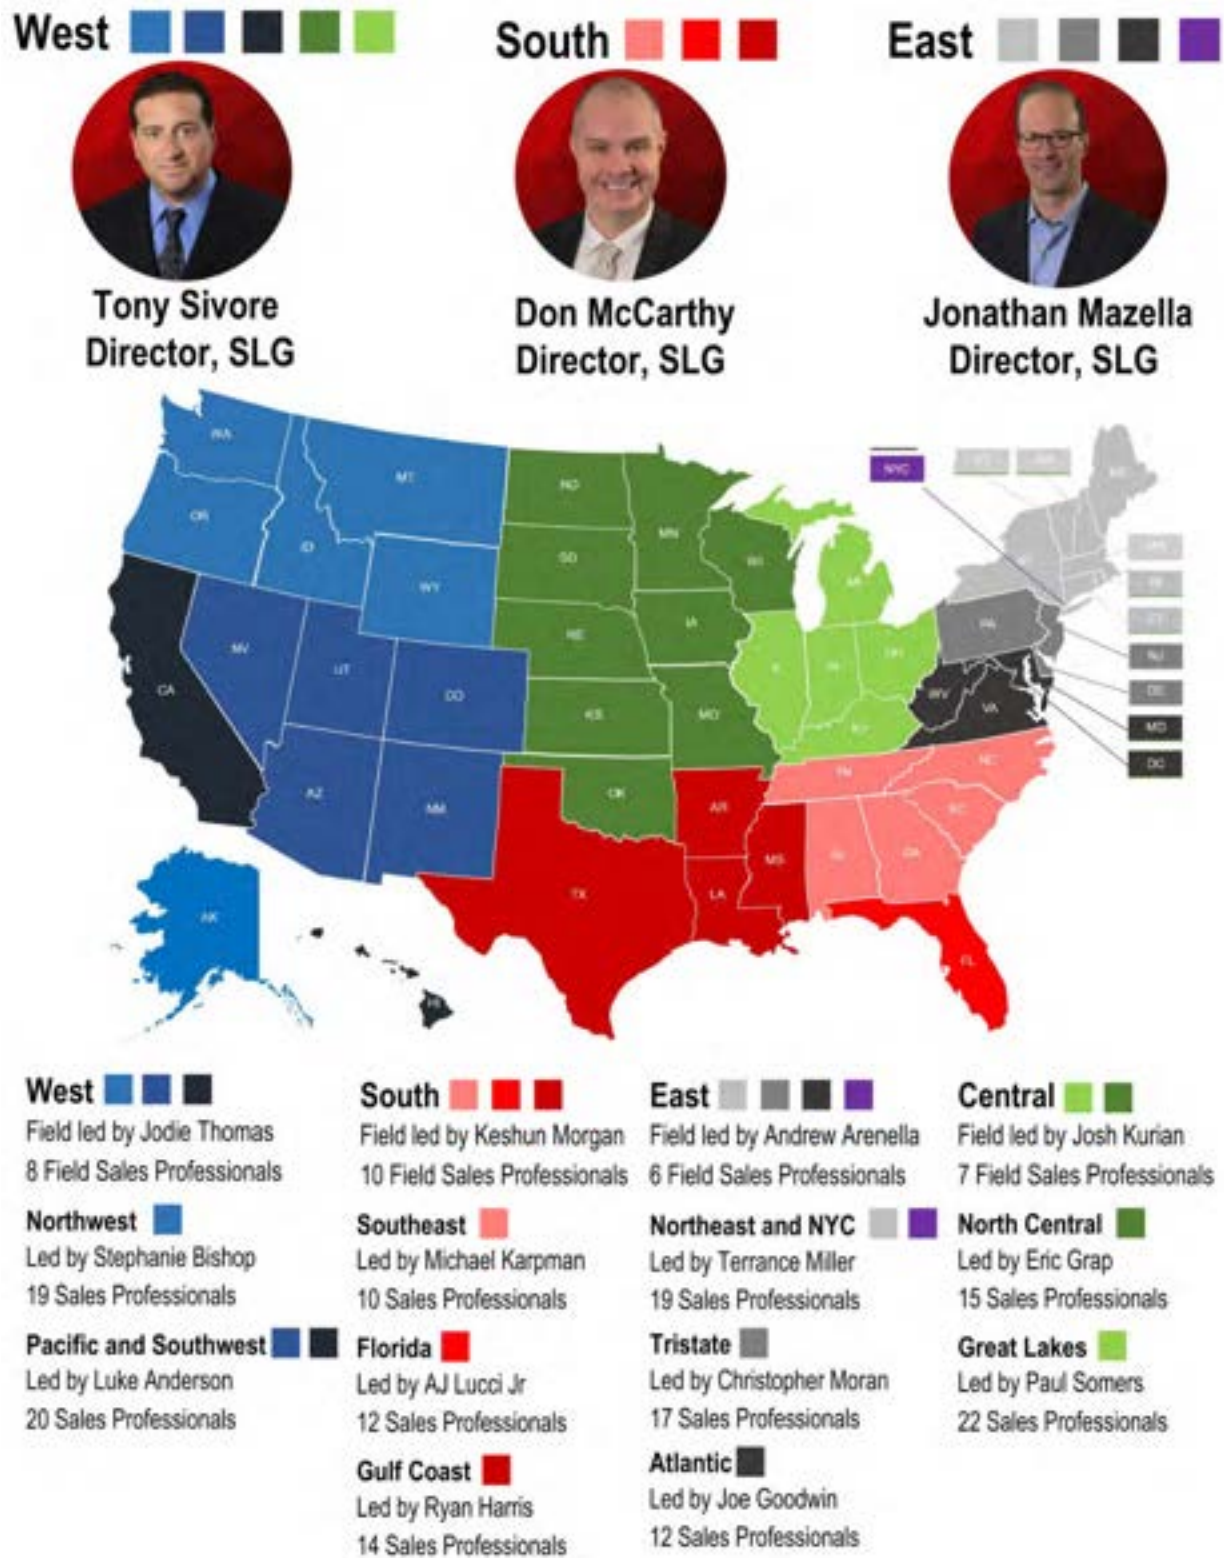 West
South
East
Tony Sivore
Director, SLG
Don McCarthy
Director, SLG
Jonathan Mazella
Director, SLG
WA
MT
ND
MN
OR
ID
SD
WI
WY
NYC
ME
NE
IA
PA
NV
UT
CO
KS
MO
IL
IN
OH
KY
WV
VA
NJ
DE
MD
DC
CA
AZ
NM
OK
AR
TN
NC
SC
MS
GA
TX
LA
AK
FL
HI
West
Field led by Jodie Thomas
8 Field Sales Professionals
Northwest
Led by Stephanie Bishop
19 Sales Professionals
Pacific and Southwest
Led by Luke Anderson
20 Sales Professionals
South
Field led by Keshun Morgan
10 Field Sales Professionals
Southeast
Led by Michael Karpman
10 Sales Professionals
Florida
Led by AJ Lucci Jr
12 Sales Professionals
Gulf Coast
Led by Ryan Harris
14 Sales Professionals
East
Field led by Andrew Arenella
6 Field Sales Professionals
Northeast and NYC
Led by Terrance Miller
19 Sales Professionals
Tristate
Led by Christopher Moran
17 Sales Professionals
Atlantic
Led by Joe Goodwin
12 Sales Professionals
Central
Field led by Josh Kurian
7 Field Sales Professionals
North Central
Led by Eric Grap
15 Sales Professionals
Great Lakes
Led by Paul Somers
22 Sales Professionals